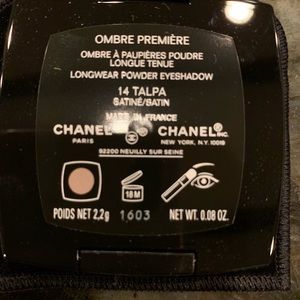 OMBRE PREMIÈRE
OMBRE À PAUPIÈRES POUDRE
LONGUE TENUE
LONGWEAR POWDER EYESHADOW
14 TALPA
SATINÉ/SATIN
MADE IN FRANCE
CHANEL CHANEL INC.
PARIS NEW YORK, N.Y. 10019
92200 NEUILLY SUR SEINE
18M
POIDS NET 2,2g 1603 NET WT. 0.08 OZ.